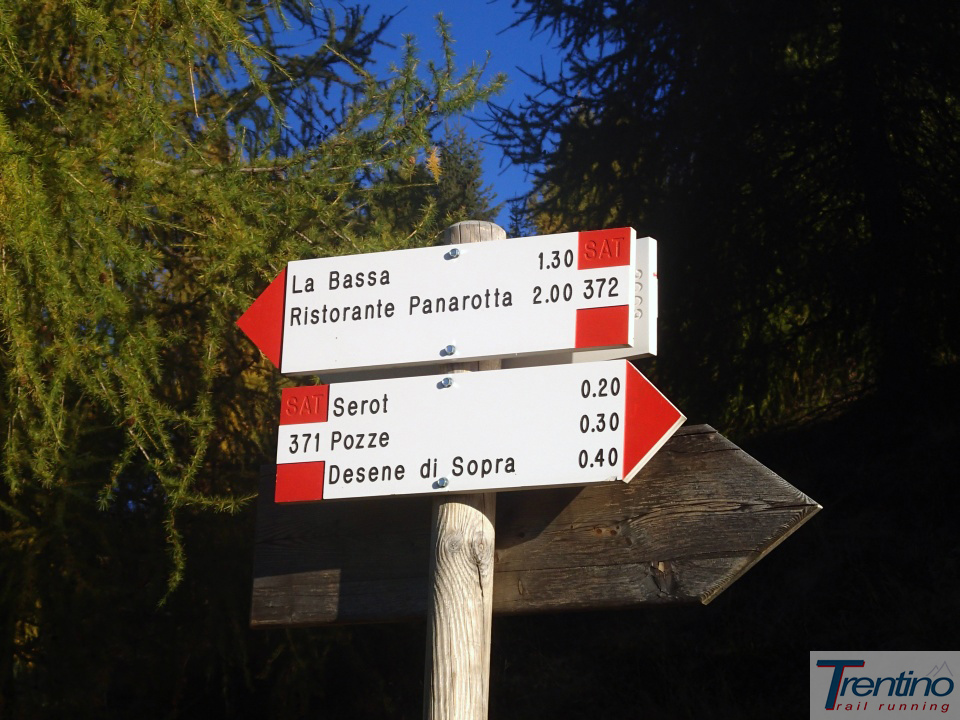 SAT
La Bassa 1.30
Ristorante Panarotta 2.00 372
SAT Serot 0.20
371 Pozze 0.30
Desene di Sopra 0.40
Trentino
trail running